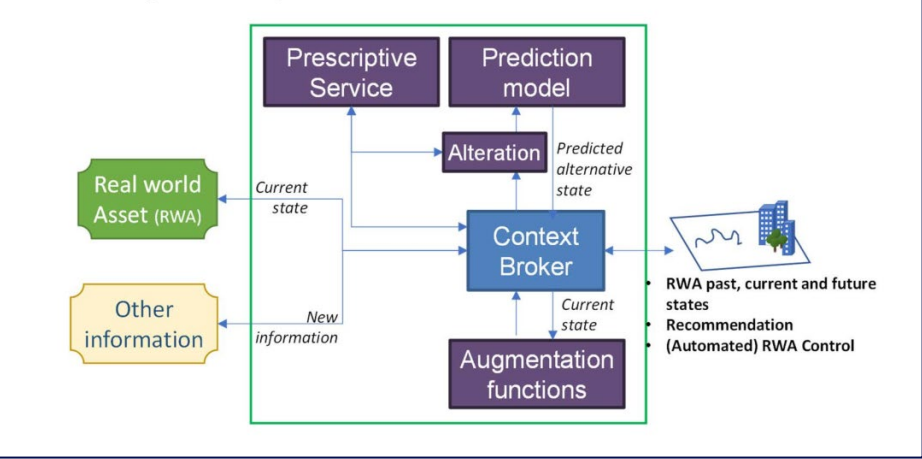 Prescriptive
Service
Prediction
model
Alteration
Predicted
alternative
state
Real world
Asset (RWA)
Current
state
Context
Broker
Other
information
New
information
Current
state
Augmentation
functions
• RWA past, current and future
states
• Recommendation
• (Automated) RWA Control